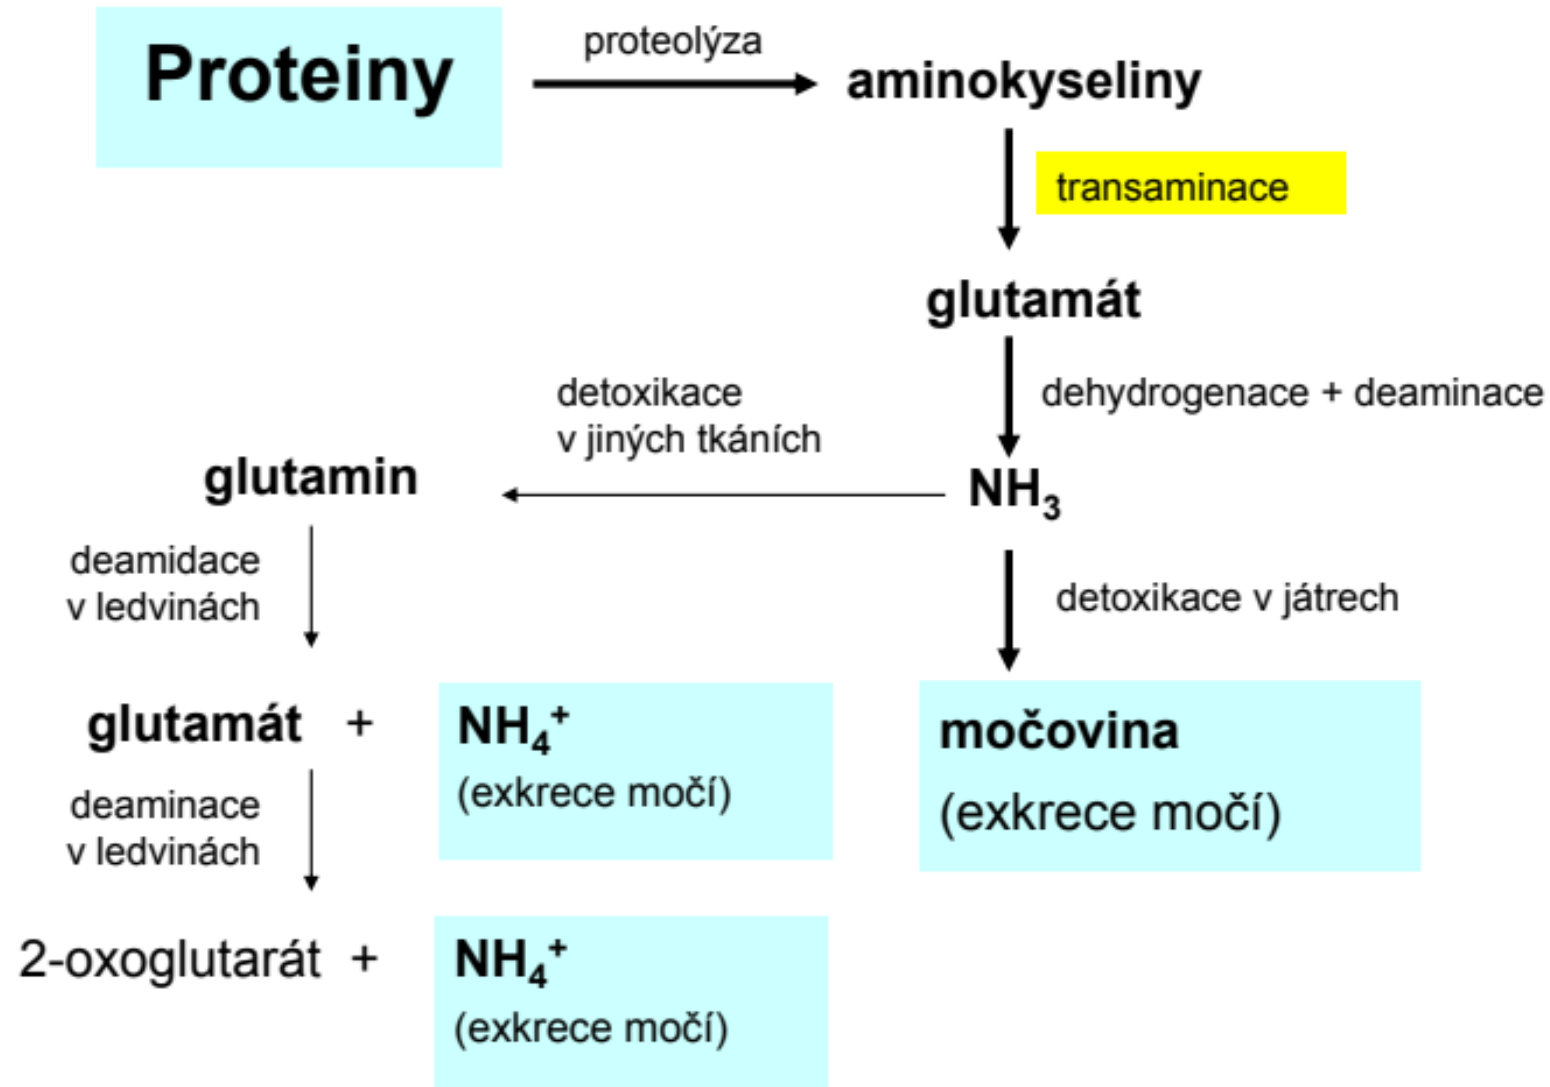 Proteiny
proteolýza
aminokyseliny
transaminace
glutamát
dehydrogenace + deaminace
detoxikace
v jiných tkáních
glutamin
NH₃
deamidace
v ledvinách
detoxikace v játrech
glutamát +
NH₄⁺
(exkrece močí)
močovina
(exkrece močí)
deaminace
v ledvinách
2-oxoglutarát +
NH₄⁺
(exkrece močí)